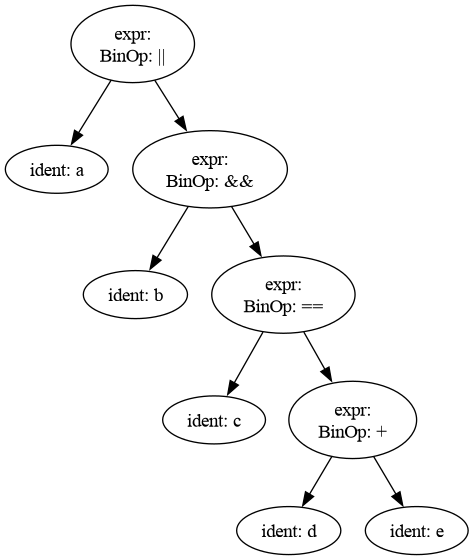 expr:
BinOp: ||
ident: a
expr:
BinOp: &&
ident: b
expr:
BinOp: ==
ident: c
expr:
BinOp: +
ident: d
ident: e